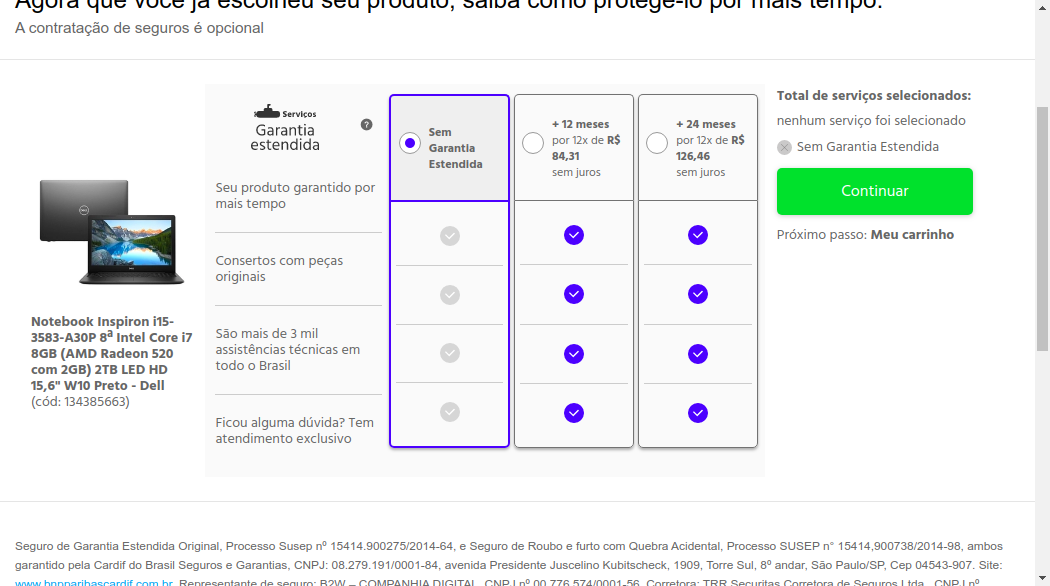 Agora que você já escolheu seu produto, saiba como protegê-lo por mais tempo.
A contratação de seguros é opcional
Serviços
Garantia
estendida
?
Seu produto garantido por
mais tempo
Consertos com peças
originais
São mais de 3 mil
assistências técnicas em
todo o Brasil
Ficou alguma dúvida? Tem
atendimento exclusivo
Sem
Garantia
Estendida
+ 12 meses
por 12x de R$
84,31
sem juros
+ 24 meses
por 12x de R$
126,46
sem juros
Total de serviços selecionados:
nenhum serviço foi selecionado
Sem Garantia Estendida
Continuar
Próximo passo: Meu carrinho
Notebook Inspiron i15-
3583-A30P 8ª Intel Core i7
8GB (AMD Radeon 520
com 2GB) 2TB LED HD
15,6" W10 Preto - Dell
(cód: 134385663)
Seguro de Garantia Estendida Original, Processo Susep nº 15414.900275/2014-64, e Seguro de Roubo e furto com Quebra Acidental, Processo SUSEP n° 15414,900738/2014-98, ambos
garantido pela Cardif do Brasil Seguros e Garantias, CNPJ: 08.279.191/0001-84, avenida Presidente Juscelino Kubitscheck, 1909, Torre Sul, 8º andar, São Paulo/SP, Cep 04543-907. Site:
www.bnpparibascardif.com.br. Representante de seguro: B2W – COMPANHIA DIGITAL, CNPJ nº 00.776.574/0001-56. Corretora: TRR Securitas Corretora de Seguros Ltda., CNPJ nº